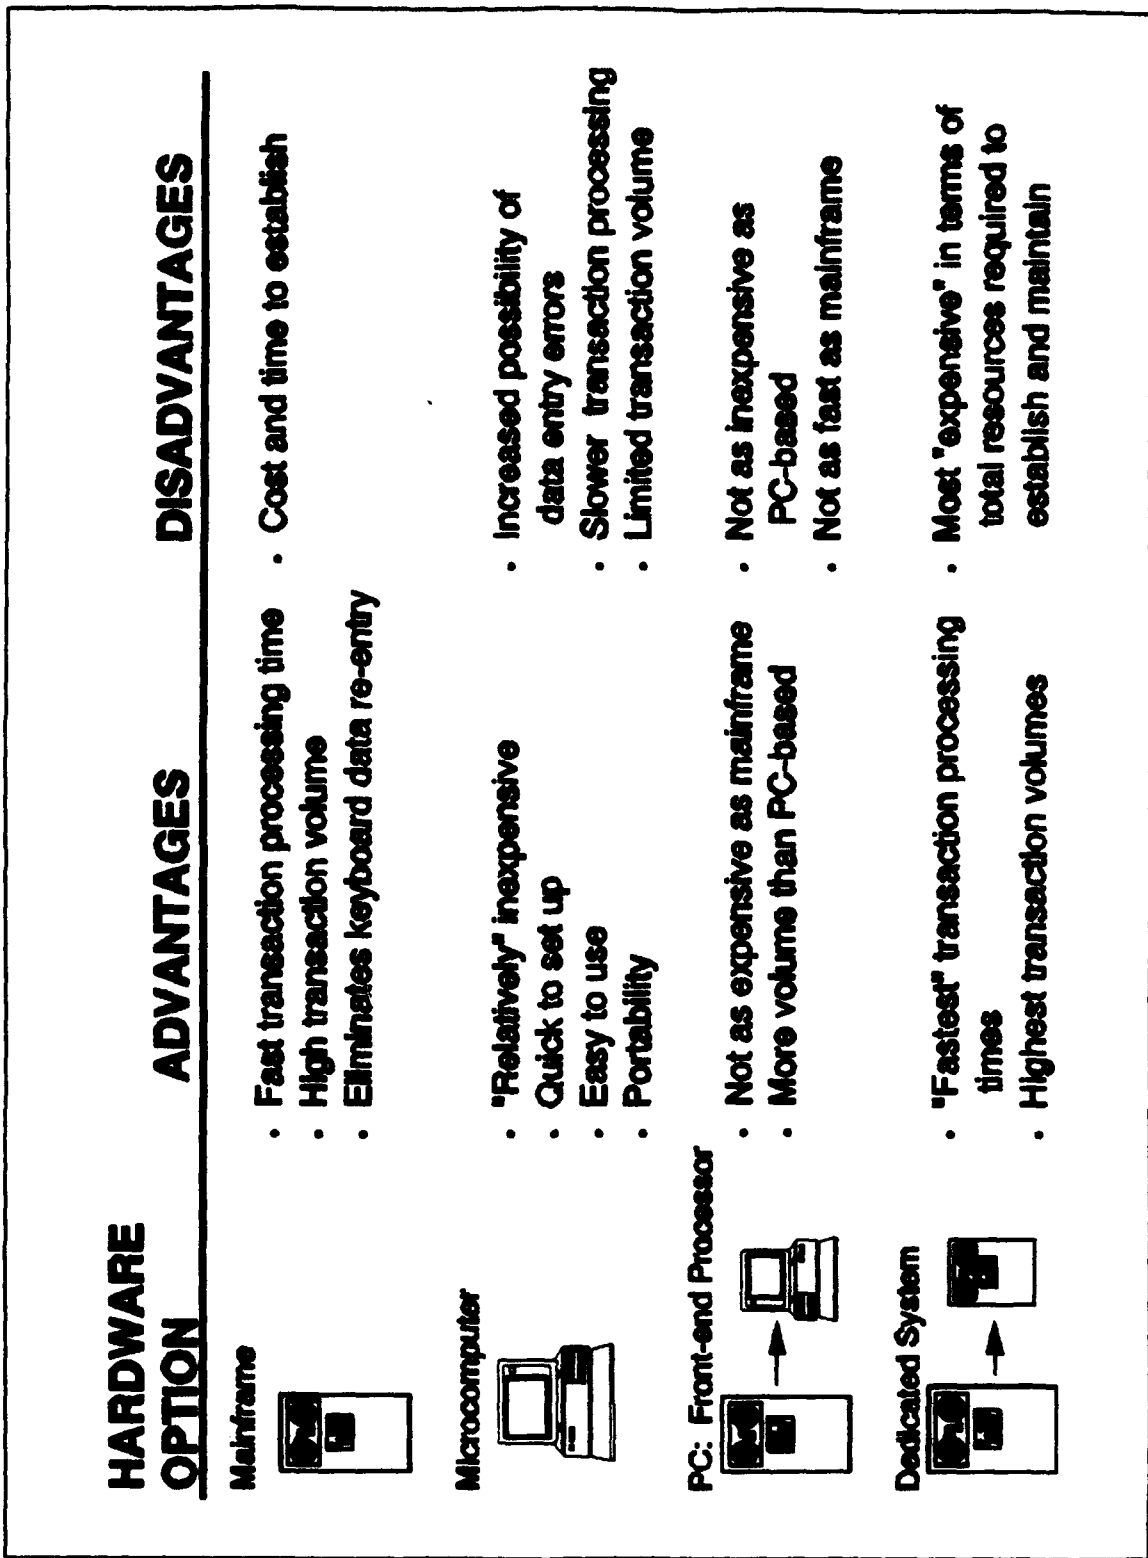 HARDWARE
OPTION
ADVANTAGES
DISADVANTAGES
Mainframe
• Fast transaction processing time
• High transaction volume
• Eliminates keyboard data re-entry
• Cost and time to establish
Microcomputer
• "Relatively" inexpensive
• Quick to set up
• Easy to use
• Portability
• Increased possibility of
data entry errors
• Slower transaction processing
• Limited transaction volume
PC: Front-end Processor
• Not as expensive as mainframe
• More volume than PC-based
• Not as inexpensive as
PC-based
• Not as fast as mainframe
Dedicated System
• "Fastest" transaction processing
times
• Highest transaction volumes
• Most "expensive" in terms of
total resources required to
establish and maintain